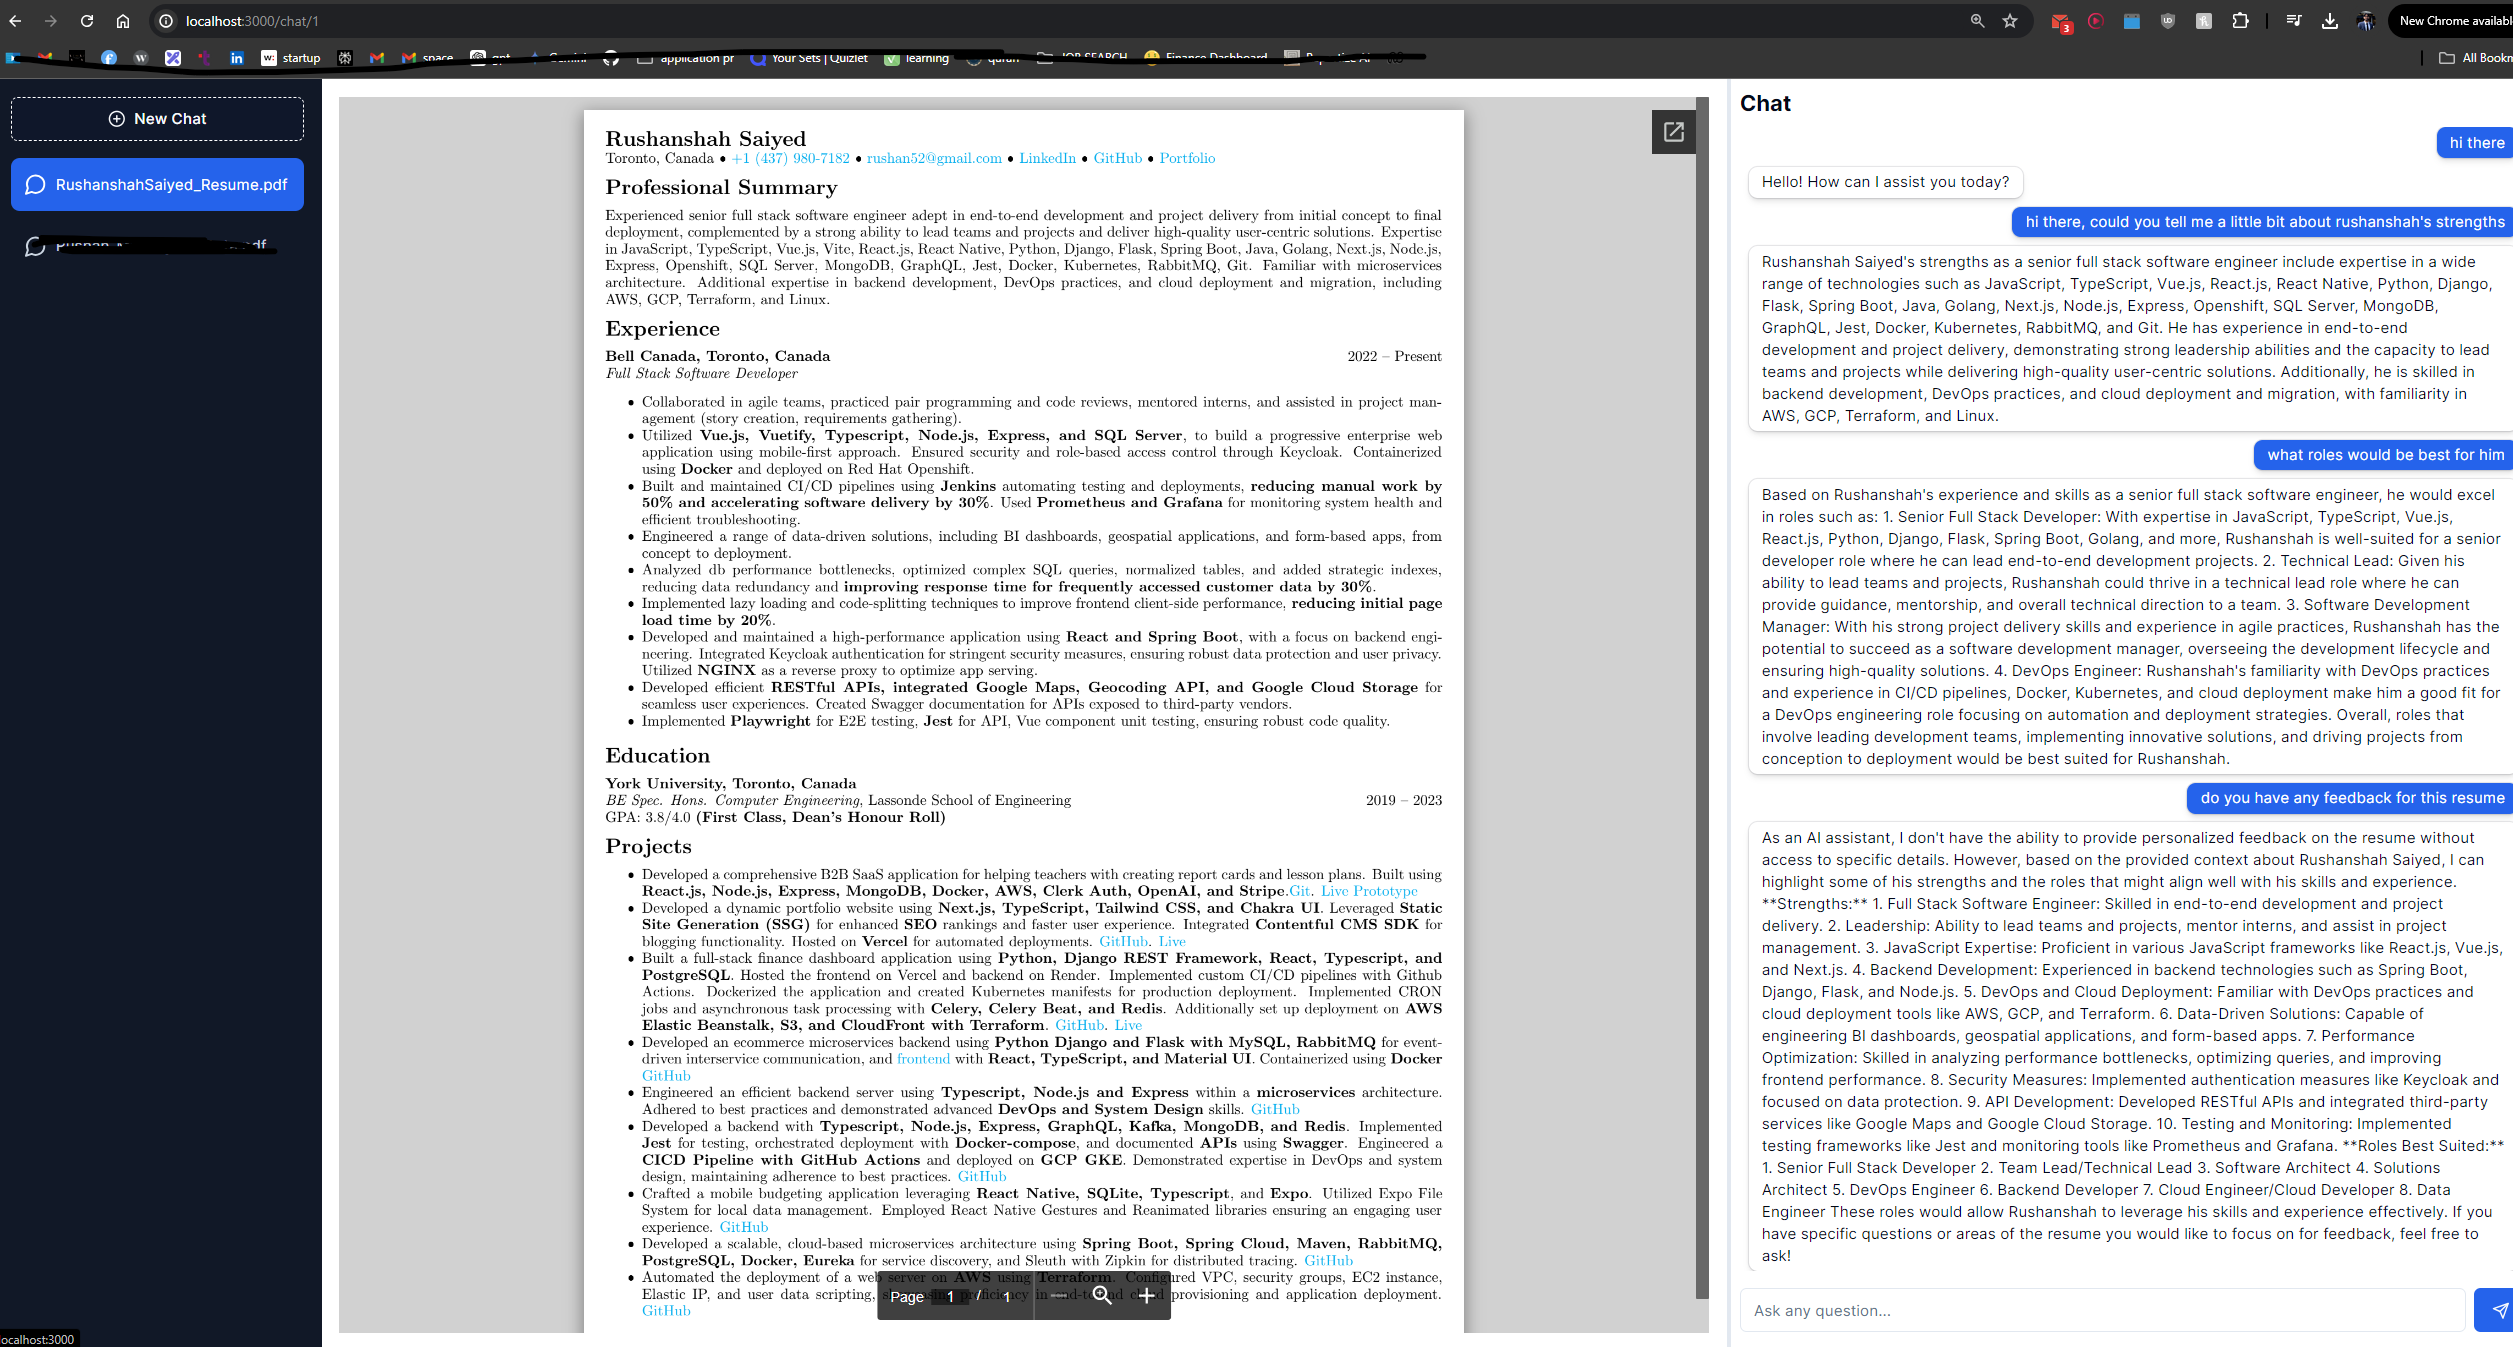 localhost:3000/chat/1
3
New Chrome availabl
startup
space
gpt
Gemini
application pr
Your Sets | Quizlet
learning
quran
JOB SEARCH
Finance Dashboard
All Bookm
New Chat
RushanshahSaiyed_Resume.pdf
Rushanshah Saiyed
Toronto, Canada • +1 (437) 980-7182 • rushan52@gmail.com • LinkedIn • GitHub • Portfolio
Professional Summary
Experienced senior full stack software engineer adept in end-to-end development and project delivery from initial concept to final
deployment, complemented by a strong ability to lead teams and projects and deliver high-quality user-centric solutions. Expertise
in JavaScript, TypeScript, Vue.js, Vite, React.js, React Native, Python, Django, Flask, Spring Boot, Java, Golang, Next.js, Node.js,
Express, Openshift, SQL Server, MongoDB, GraphQL, Jest, Docker, Kubernetes, RabbitMQ, Git. Familiar with microservices
architecture. Additional expertise in backend development, DevOps practices, and cloud deployment and migration, including
AWS, GCP, Terraform, and Linux.
Experience
Bell Canada, Toronto, Canada 2022 – Present
Full Stack Software Developer
• Collaborated in agile teams, practiced pair programming and code reviews, mentored interns, and assisted in project man-
agement (story creation, requirements gathering).
• Utilized Vue.js, Vuetify, Typescript, Node.js, Express, and SQL Server, to build a progressive enterprise web
application using mobile-first approach. Ensured security and role-based access control through Keycloak. Containerized
using Docker and deployed on Red Hat Openshift.
• Built and maintained CI/CD pipelines using Jenkins automating testing and deployments, reducing manual work by
50% and accelerating software delivery by 30%. Used Prometheus and Grafana for monitoring system health and
efficient troubleshooting.
• Engineered a range of data-driven solutions, including BI dashboards, geospatial applications, and form-based apps, from
concept to deployment.
• Analyzed db performance bottlenecks, optimized complex SQL queries, normalized tables, and added strategic indexes,
reducing data redundancy and improving response time for frequently accessed customer data by 30%.
• Implemented lazy loading and code-splitting techniques to improve frontend client-side performance, reducing initial page
load time by 20%.
• Developed and maintained a high-performance application using React and Spring Boot, with a focus on backend engi-
neering. Integrated Keycloak authentication for stringent security measures, ensuring robust data protection and user privacy.
Utilized NGINX as a reverse proxy to optimize app serving.
• Developed efficient RESTful APIs, integrated Google Maps, Geocoding API, and Google Cloud Storage for
seamless user experiences. Created Swagger documentation for APIs exposed to third-party vendors.
• Implemented Playwright for E2E testing, Jest for API, Vue component unit testing, ensuring robust code quality.
Education
York University, Toronto, Canada
BE Spec. Hons. Computer Engineering, Lassonde School of Engineering 2019 – 2023
GPA: 3.8/4.0 (First Class, Dean's Honour Roll)
Projects
• Developed a comprehensive B2B SaaS application for helping teachers with creating report cards and lesson plans. Built using
React.js, Node.js, Express, MongoDB, Docker, AWS, Clerk Auth, OpenAI, and Stripe.Git. Live Prototype
• Developed a dynamic portfolio website using Next.js, TypeScript, Tailwind CSS, and Chakra UI. Leveraged Static
Site Generation (SSG) for enhanced SEO rankings and faster user experience. Integrated Contentful CMS SDK for
blogging functionality. Hosted on Vercel for automated deployments. GitHub. Live
• Built a full-stack finance dashboard application using Python, Django REST Framework, React, Typescript, and
PostgreSQL. Hosted the frontend on Vercel and backend on Render. Implemented custom CI/CD pipelines with Github
Actions. Dockerized the application and created Kubernetes manifests for production deployment. Implemented CRON
jobs and asynchronous task processing with Celery, Celery Beat, and Redis. Additionally set up deployment on AWS
Elastic Beanstalk, S3, and CloudFront with Terraform. GitHub. Live
• Developed an ecommerce microservices backend using Python Django and Flask with MySQL, RabbitMQ for event-
driven interservice communication, and frontend with React, TypeScript, and Material UI. Containerized using Docker
GitHub
• Engineered an efficient backend server using Typescript, Node.js and Express within a microservices architecture.
Adhered to best practices and demonstrated advanced DevOps and System Design skills. GitHub
• Developed a backend with Typescript, Node.js, Express, GraphQL, Kafka, MongoDB, and Redis. Implemented
Jest for testing, orchestrated deployment with Docker-compose, and documented APIs using Swagger. Engineered a
CICD Pipeline with GitHub Actions and deployed on GCP GKE. Demonstrated expertise in DevOps and system
design, maintaining adherence to best practices. GitHub
• Crafted a mobile budgeting application leveraging React Native, SQLite, Typescript, and Expo. Utilized Expo File
System for local data management. Employed React Native Gestures and Reanimated libraries ensuring an engaging user
experience. GitHub
• Developed a scalable, cloud-based microservices architecture using Spring Boot, Spring Cloud, Maven, RabbitMQ,
PostgreSQL, Docker, Eureka for service discovery, and Sleuth with Zipkin for distributed tracing. GitHub
• Automated the deployment of a web server on AWS using Terraform. Configured VPC, security groups, EC2 instance,
Elastic IP, and user data scripting, proficiency in end-to-end cloud provisioning and application deployment.
GitHub
Page 1 / 1
Chat
hi there
Hello! How can I assist you today?
hi there, could you tell me a little bit about rushanshah's strengths
Rushanshah Saiyed's strengths as a senior full stack software engineer include expertise in a wide
range of technologies such as JavaScript, TypeScript, Vue.js, React.js, React Native, Python, Django,
Flask, Spring Boot, Java, Golang, Next.js, Node.js, Express, Openshift, SQL Server, MongoDB,
GraphQL, Jest, Docker, Kubernetes, RabbitMQ, and Git. He has experience in end-to-end
development and project delivery, demonstrating strong leadership abilities and the capacity to lead
teams and projects while delivering high-quality user-centric solutions. Additionally, he is skilled in
backend development, DevOps practices, and cloud deployment and migration, with familiarity in
AWS, GCP, Terraform, and Linux.
what roles would be best for him
Based on Rushanshah's experience and skills as a senior full stack software engineer, he would excel
in roles such as: 1. Senior Full Stack Developer: With expertise in JavaScript, TypeScript, Vue.js,
React.js, Python, Django, Flask, Spring Boot, Golang, and more, Rushanshah is well-suited for a senior
developer role where he can lead end-to-end development projects. 2. Technical Lead: Given his
ability to lead teams and projects, Rushanshah could thrive in a technical lead role where he can
provide guidance, mentorship, and overall technical direction to a team. 3. Software Development
Manager: With his strong project delivery skills and experience in agile practices, Rushanshah has the
potential to succeed as a software development manager, overseeing the development lifecycle and
ensuring high-quality solutions. 4. DevOps Engineer: Rushanshah's familiarity with DevOps practices
and experience in CI/CD pipelines, Docker, Kubernetes, and cloud deployment make him a good fit for
a DevOps engineering role focusing on automation and deployment strategies. Overall, roles that
involve leading development teams, implementing innovative solutions, and driving projects from
conception to deployment would be best suited for Rushanshah.
do you have any feedback for this resume
As an AI assistant, I don't have the ability to provide personalized feedback on the resume without
access to specific details. However, based on the provided context about Rushanshah Saiyed, I can
highlight some of his strengths and the roles that might align well with his skills and experience.
**Strengths:** 1. Full Stack Software Engineer: Skilled in end-to-end development and project
delivery. 2. Leadership: Ability to lead teams and projects, mentor interns, and assist in project
management. 3. JavaScript Expertise: Proficient in various JavaScript frameworks like React.js, Vue.js,
and Next.js. 4. Backend Development: Experienced in backend technologies such as Spring Boot,
Django, Flask, and Node.js. 5. DevOps and Cloud Deployment: Familiar with DevOps practices and
cloud deployment tools like AWS, GCP, and Terraform. 6. Data-Driven Solutions: Capable of
engineering BI dashboards, geospatial applications, and form-based apps. 7. Performance
Optimization: Skilled in analyzing performance bottlenecks, optimizing queries, and improving
frontend performance. 8. Security Measures: Implemented authentication measures like Keycloak and
focused on data protection. 9. API Development: Developed RESTful APIs and integrated third-party
services like Google Maps and Google Cloud Storage. 10. Testing and Monitoring: Implemented
testing frameworks like Jest and monitoring tools like Prometheus and Grafana. **Roles Best Suited:**
1. Senior Full Stack Developer 2. Team Lead/Technical Lead 3. Software Architect 4. Solutions
Architect 5. DevOps Engineer 6. Backend Developer 7. Cloud Engineer/Cloud Developer 8. Data
Engineer These roles would allow Rushanshah to leverage his skills and experience effectively. If you
have specific questions or areas of the resume you would like to focus on for feedback, feel free to
ask!
Ask any question...
ocalhost:3000